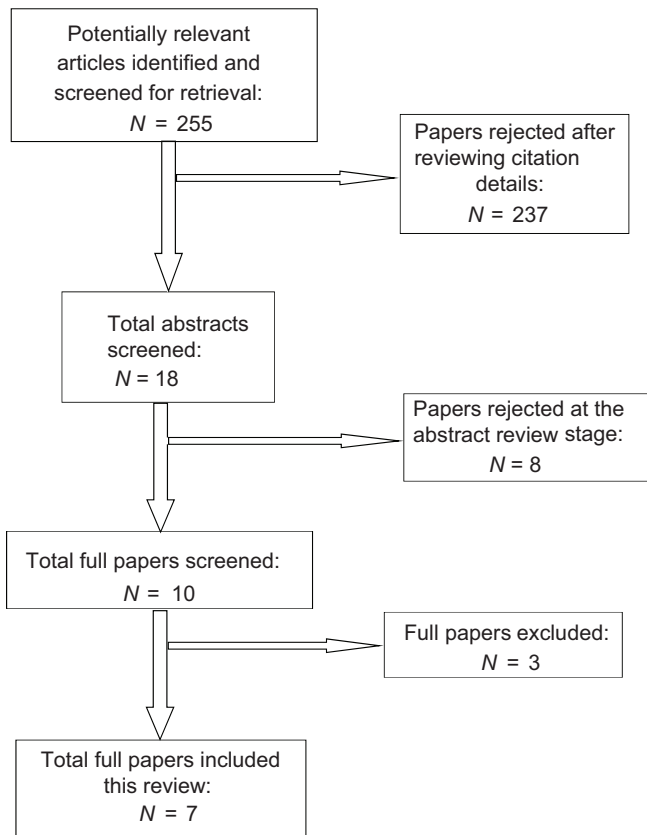 Potentially relevant
articles identified and
screened for retrieval:
N = 255
Papers rejected after
reviewing citation
details:
N = 237
Total abstracts
screened:
N = 18
Papers rejected at the
abstract review stage:
N = 8
Total full papers screened:
N = 10
Full papers excluded:
N = 3
Total full papers included
this review:
N = 7